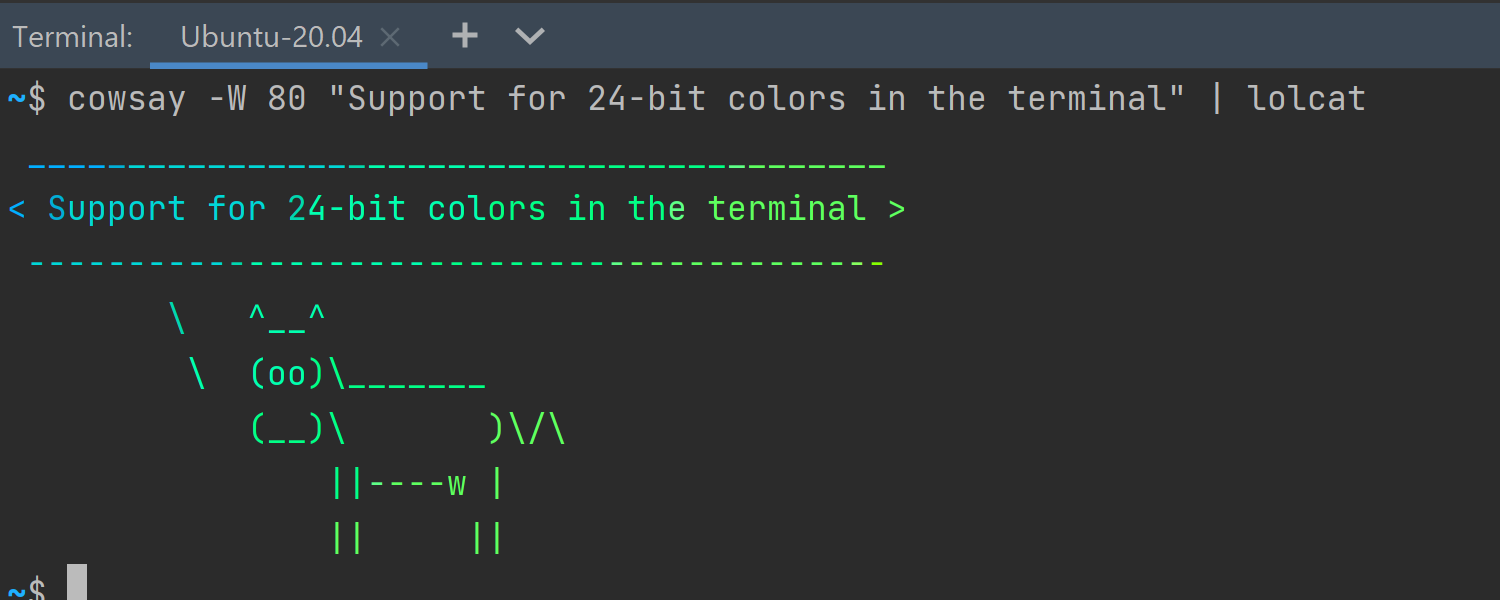 Terminal: Ubuntu-20.04 × + ⌄
~$ cowsay -W 80 "Support for 24-bit colors in the terminal" | lolcat
 ___________________________________________
< Support for 24-bit colors in the terminal >
 -------------------------------------------
        \   ^__^
         \  (oo)\_______
            (__)\       )\/\
                ||----w |
                ||     ||
~$